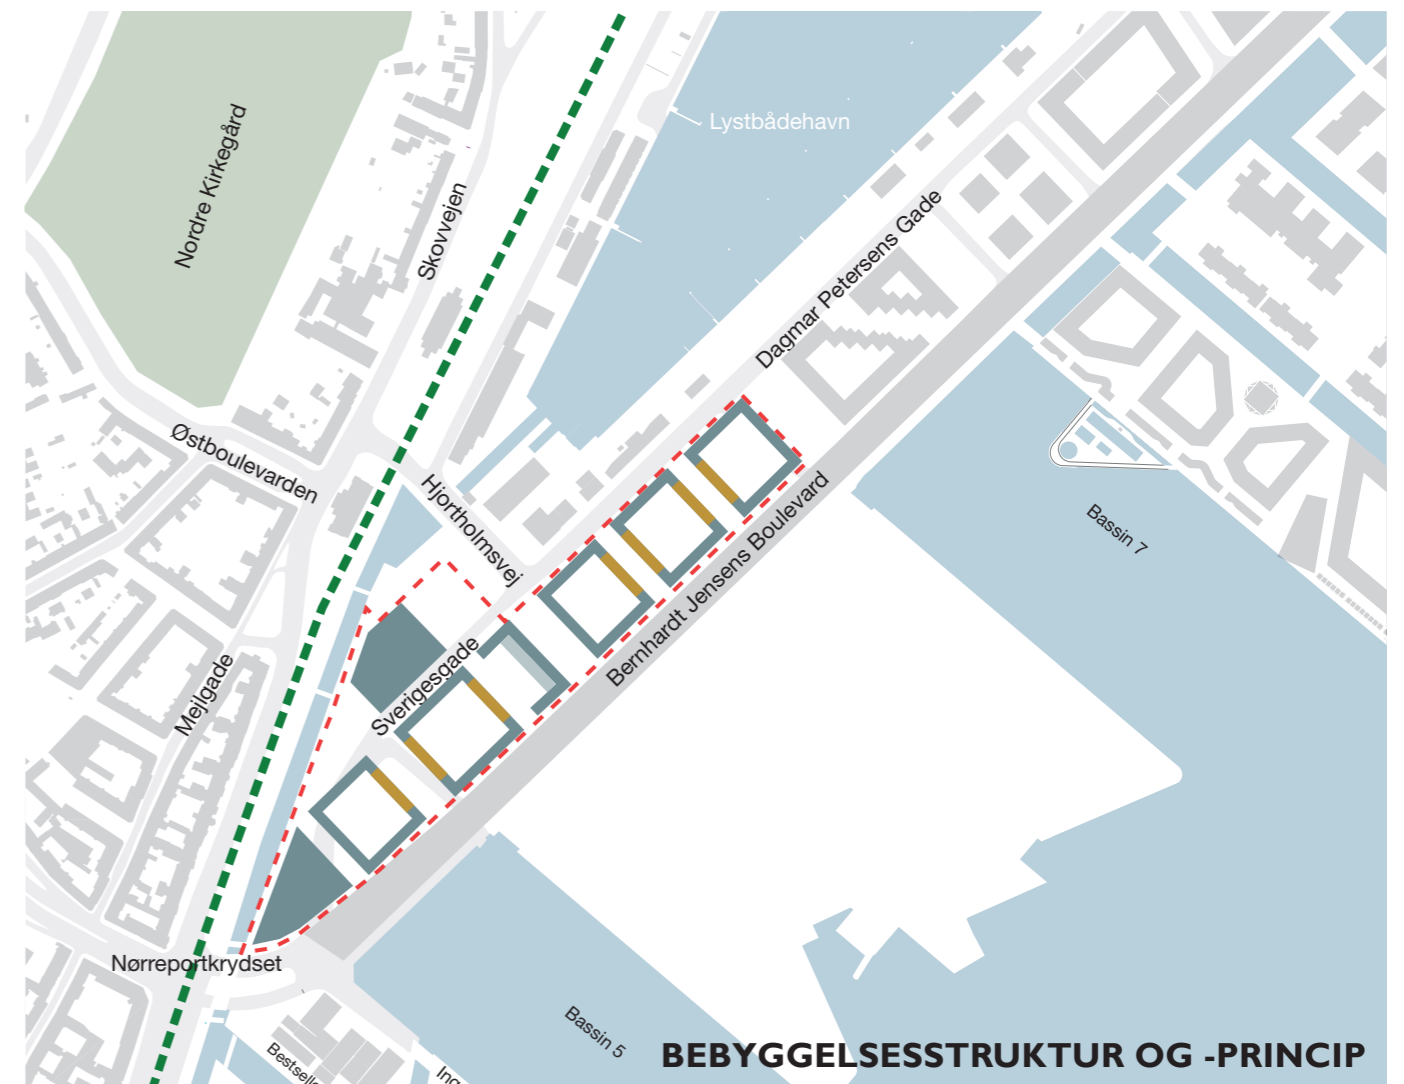 Lystbådehavn
Nordre Kirkegård
Skovvejen
Dagmar Petersens Gade
Østboulevarden
Hjortholmsvej
Bernhardt Jensens Boulevard
Bassin 7
Sverigesgade
Mejlgade
Nørreportkrydset
Bassin 5
BEBYGGELSESSTRUKTUR OG -PRINCIP